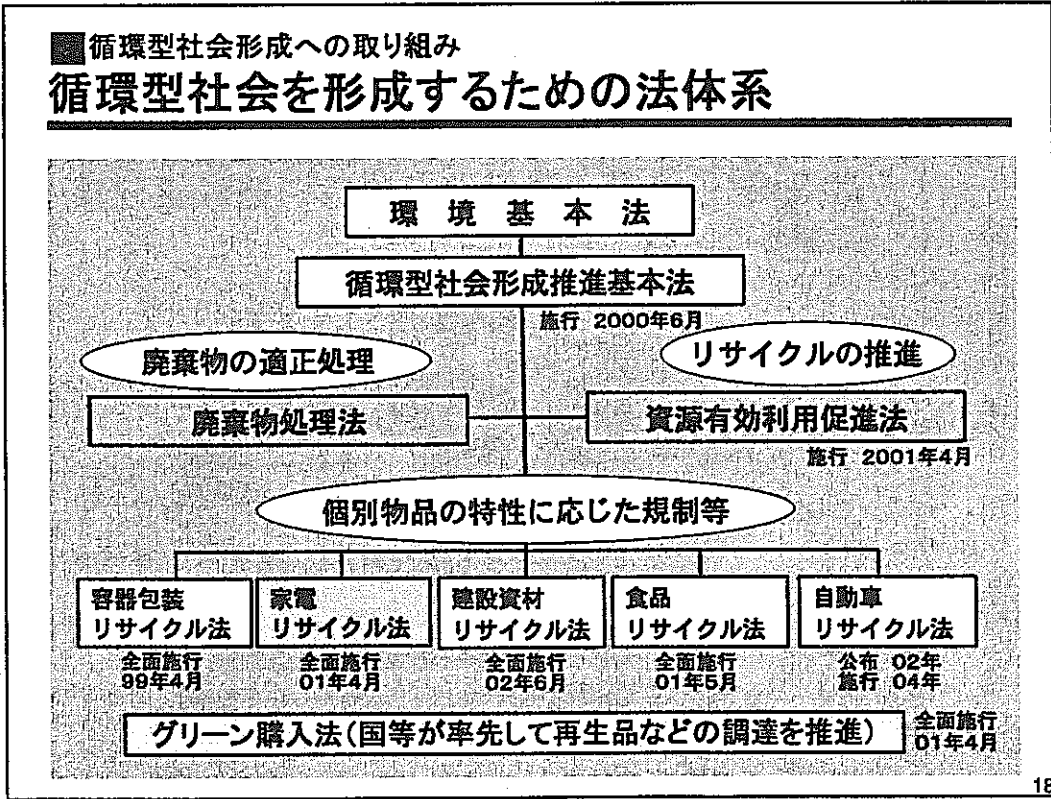 循環型社会形成への取り組み
循環型社会を形成するための法体系
環境基本法
循環型社会形成推進基本法
施行 2000年6月
廃棄物の適正処理
リサイクルの推進
廃棄物処理法
資源有効利用促進法
施行 2001年4月
個別物品の特性に応じた規制等
容器包装
リサイクル法
全面施行
99年4月
家電
リサイクル法
全面施行
01年4月
建設資材
リサイクル法
全面施行
02年6月
食品
リサイクル法
全面施行
01年5月
自動車
リサイクル法
公布 02年
施行 04年
グリーン購入法(国等が率先して再生品などの調達を推進)
全面施行
01年4月
18